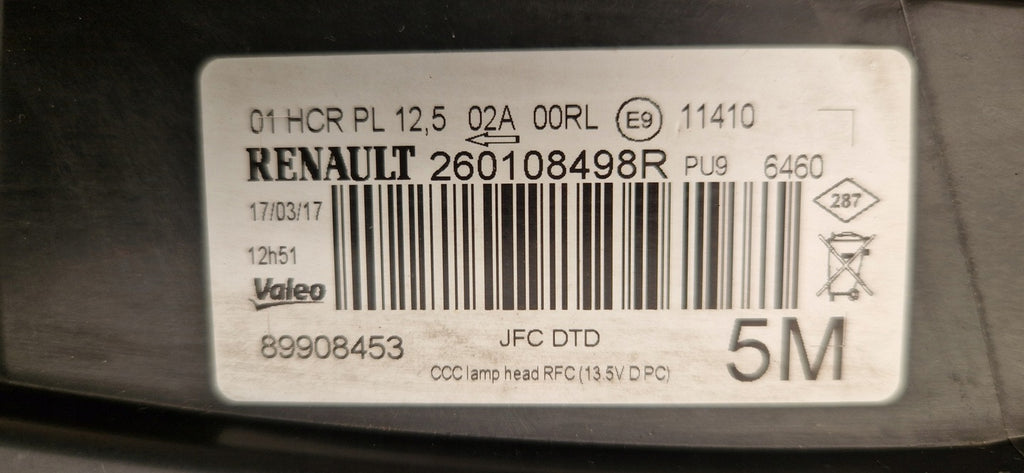 01 HCR PL 12,5 02A 00RL E9 11410
RENAULT 260108498R PU9 6460
17/03/17
287
12h51
Valeo
89908453 JFC DTD 5M
CCC lamp head RFC (13.5V D PC)